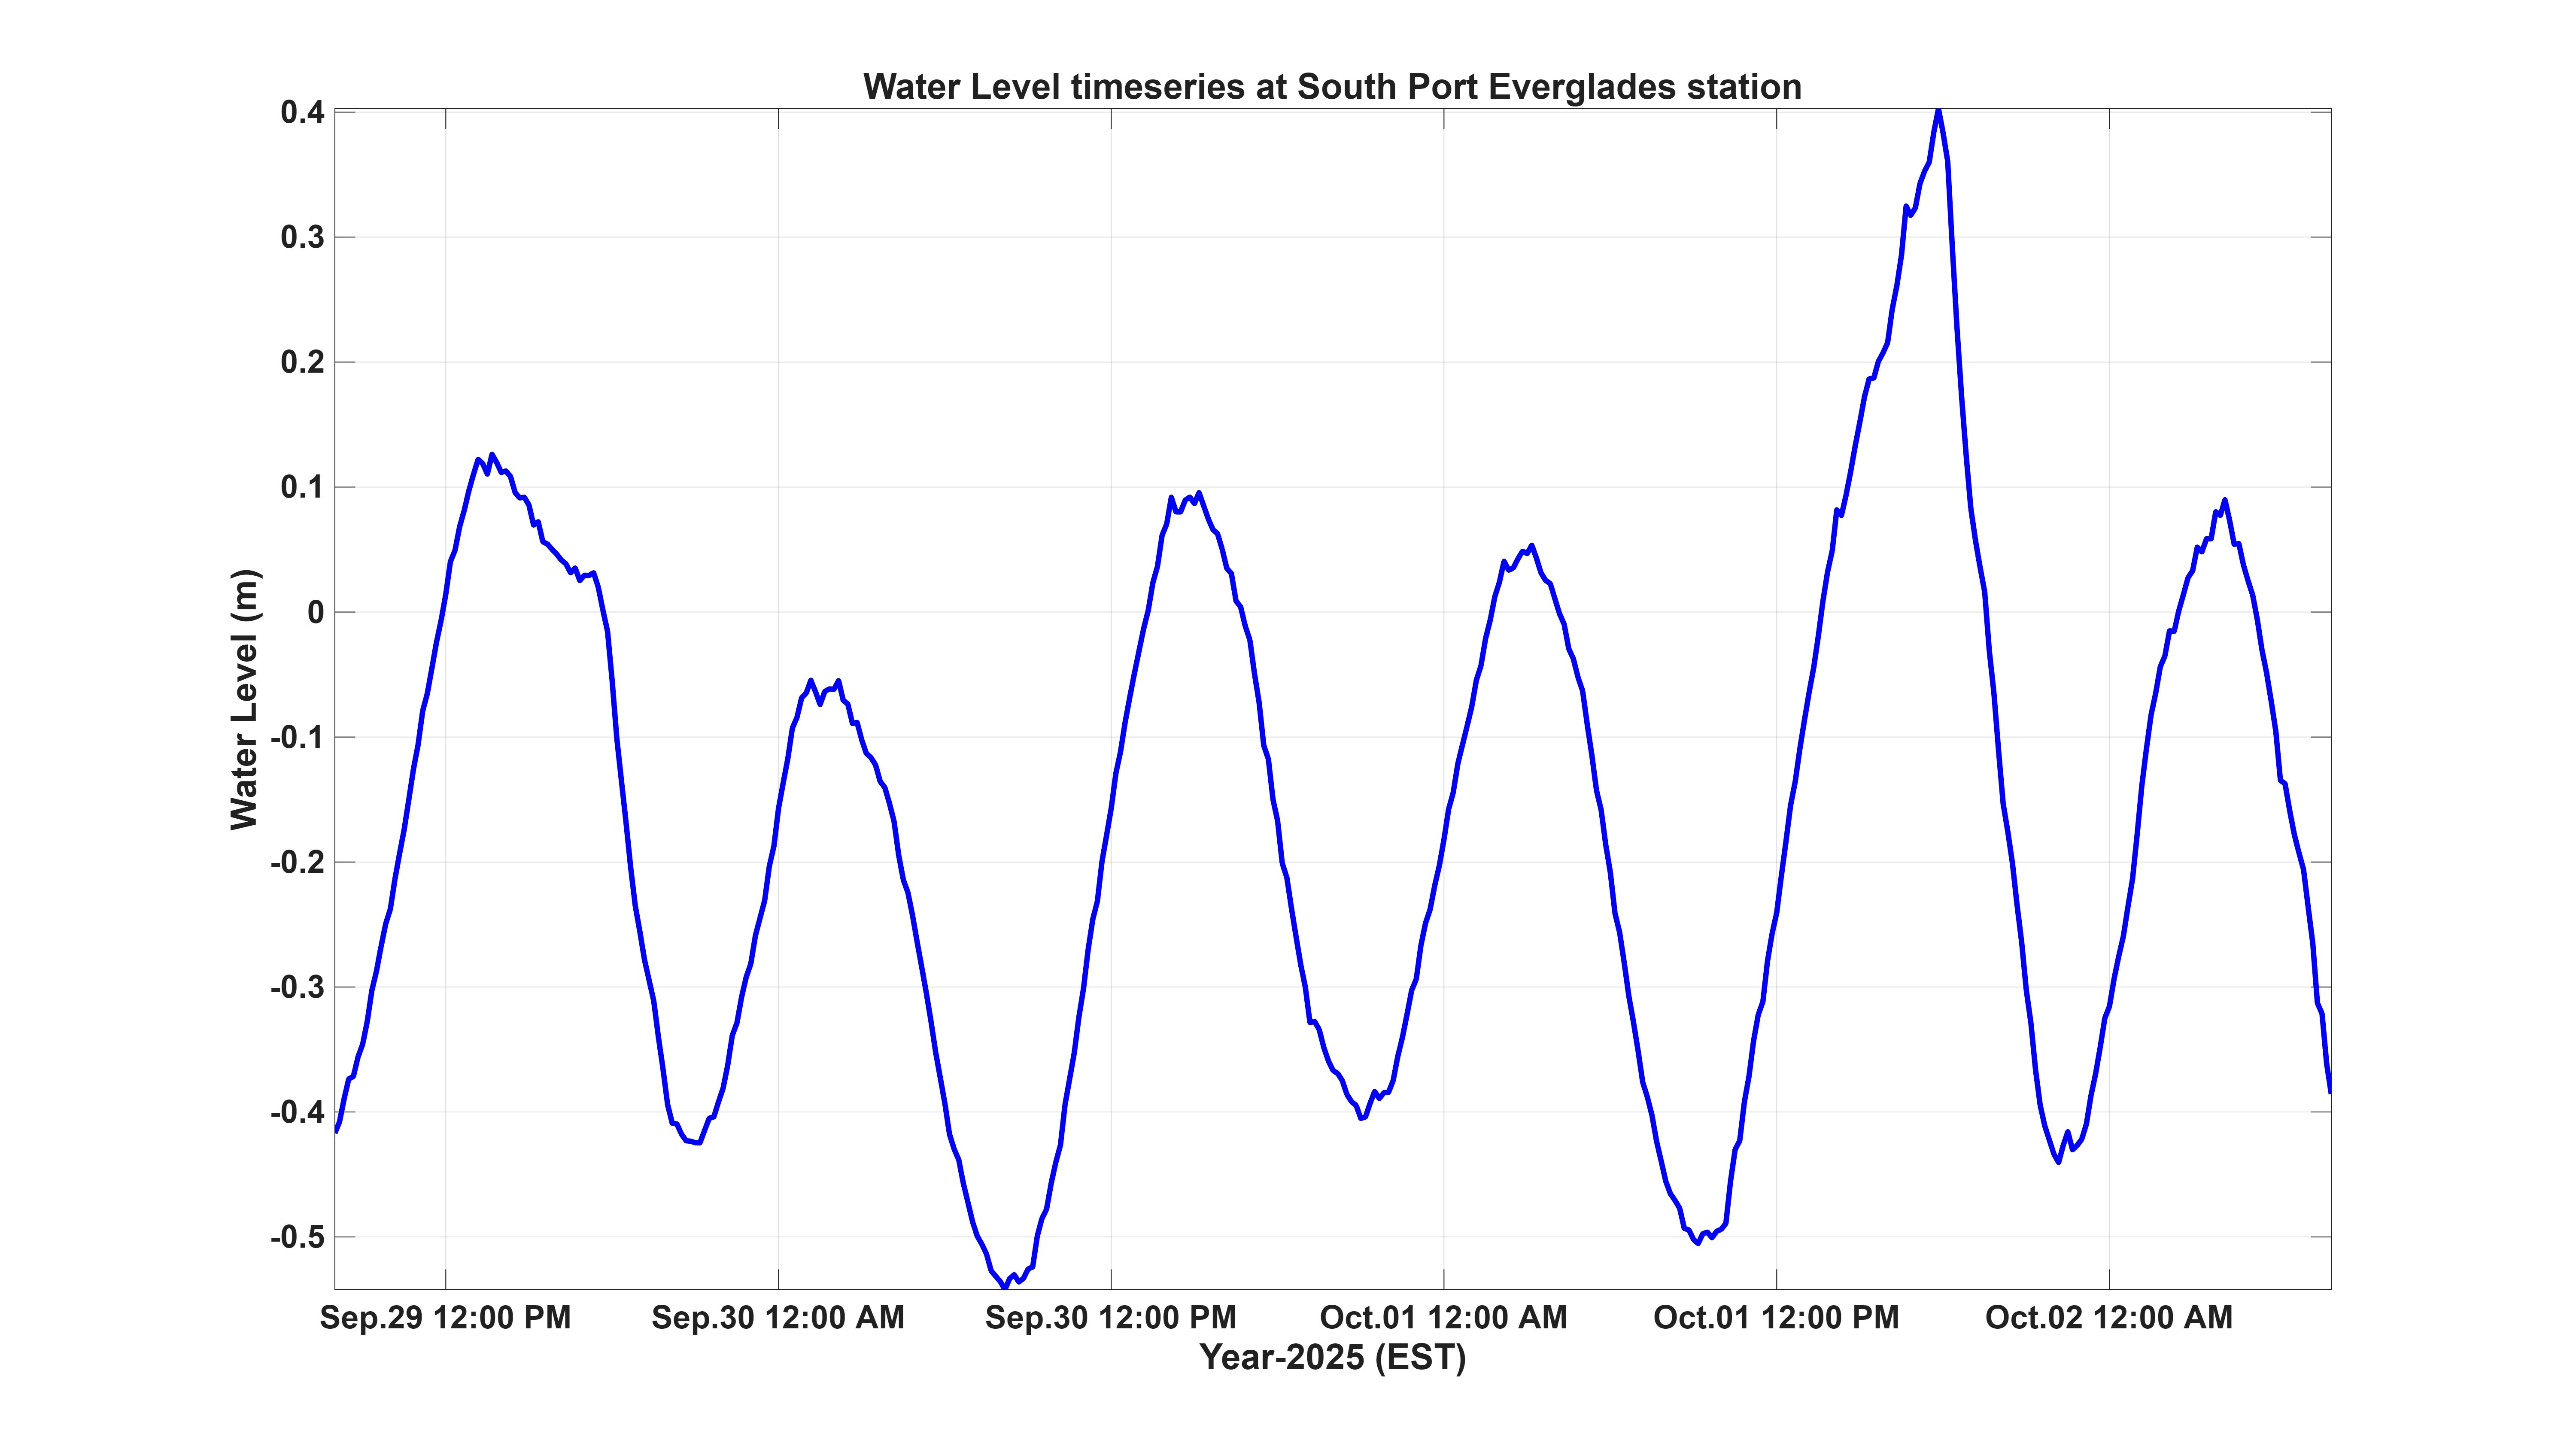 Water Level timeseries at South Port Everglades station
0.4
0.3
0.2
0.1
0
-0.1
-0.2
-0.3
-0.4
-0.5
Water Level (m)
Sep.29 12:00 PM
Sep.30 12:00 AM
Sep.30 12:00 PM
Oct.01 12:00 AM
Oct.01 12:00 PM
Oct.02 12:00 AM
Year-2025 (EST)